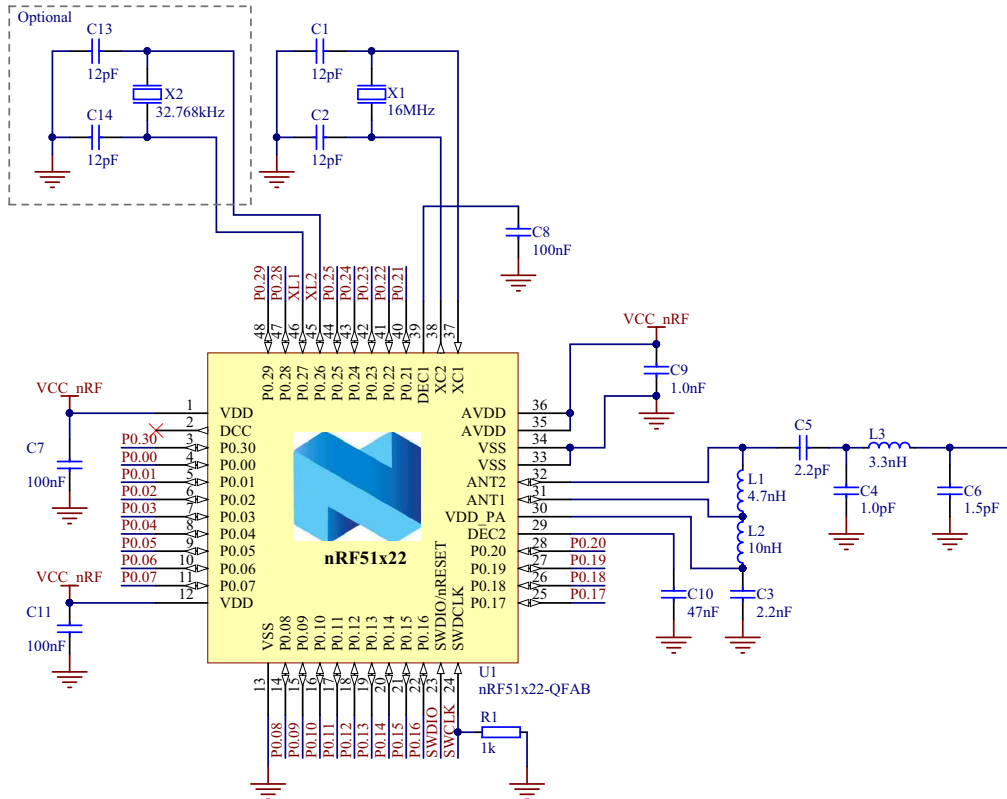 Optional
C13
12pF
X2
32.768kHz
C14
12pF
C1
12pF
X1
16MHz
C2
12pF
C8
100nF
P0.29
P0.28
XL1
XL2
P0.25
P0.24
P0.23
P0.22
P0.21
48
47
46
45
44
43
42
41
40
39
38
37
P0.29
P0.28
P0.27
P0.26
P0.25
P0.24
P0.23
P0.22
P0.21
DEC1
XC2
XC1
VCC_nRF
C9
1.0nF
VCC_nRF
C7
100nF
P0.30
P0.00
P0.01
P0.02
P0.03
P0.04
P0.05
P0.06
P0.07
VCC_nRF
C11
100nF
1
2
3
4
5
6
7
8
9
10
11
12
VDD
DCC
P0.30
P0.00
P0.01
P0.02
P0.03
P0.04
P0.05
P0.06
P0.07
VDD
nRF51x22
AVDD
AVDD
VSS
VSS
ANT2
ANT1
VDD_PA
DEC2
P0.20
P0.19
P0.18
P0.17
36
35
34
33
32
31
30
29
28
27
26
25
P0.20
P0.19
P0.18
P0.17
C5
2.2pF
L3
3.3nH
L1
4.7nH
C4
1.0pF
C6
1.5pF
L2
10nH
C10
47nF
C3
2.2nF
VSS
P0.08
P0.09
P0.10
P0.11
P0.12
P0.13
P0.14
P0.15
P0.16
SWDIO/nRESET
SWDCLK
13
14
15
16
17
18
19
20
21
22
23
24
P0.08
P0.09
P0.10
P0.11
P0.12
P0.13
P0.14
P0.15
P0.16
SWDIO
SWCLK
U1
nRF51x22-QFAB
R1
1k